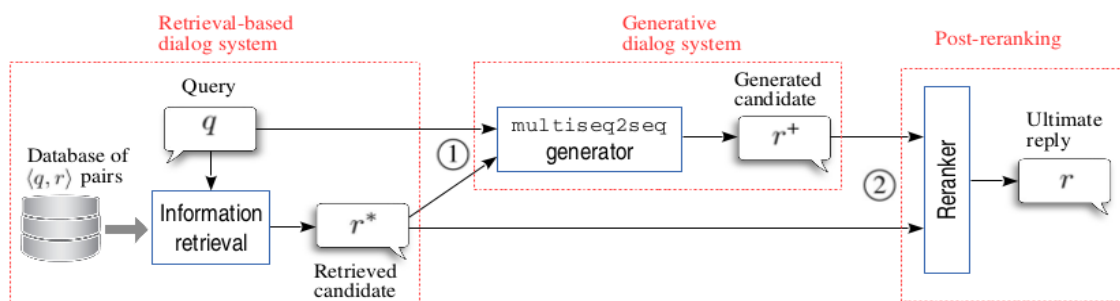 Retrieval-based
dialog system
Generative
dialog system
Post-reranking
Query
q
Database of
⟨q, r⟩ pairs
Information
retrieval
r*
Retrieved
candidate
①
multiseq2seq
generator
Generated
candidate
r+
②
Reranker
Ultimate
reply
r